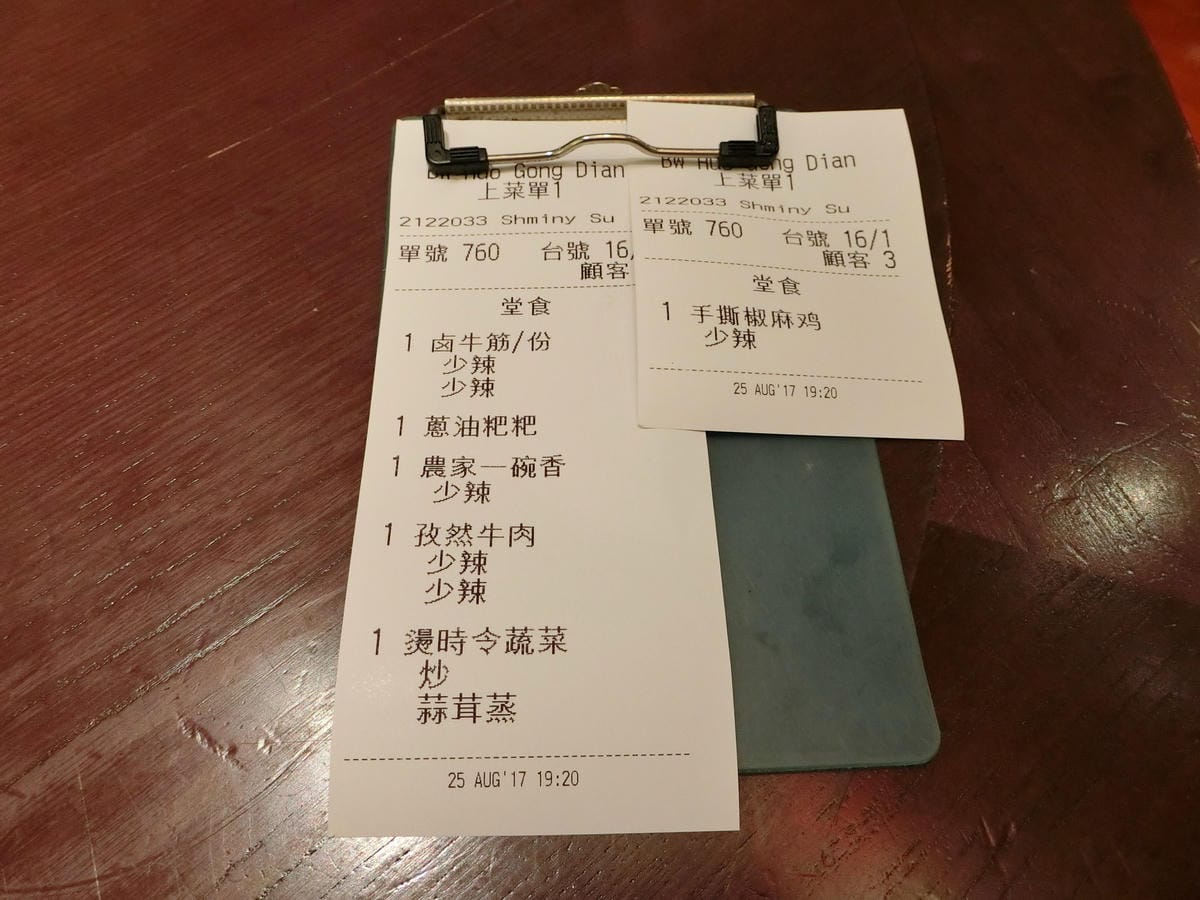 BW Huo Gong Dian
上菜單1
2122033 Shminy Su
單號 760 台號 16/
顧客
堂食
1 卤牛筋/份
少辣
少辣
1 蔥油粑粑
1 農家一碗香
少辣
1 孜然牛肉
少辣
少辣
1 燙時令蔬菜
炒
蒜茸蒸
25 AUG'17 19:20
BW Huo Gong Dian
上菜單1
2122033 Shminy Su
單號 760 台號 16/1
顧客 3
堂食
1 手撕椒麻鸡
少辣
25 AUG'17 19:20